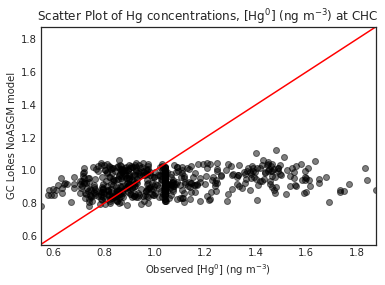 Scatter Plot of Hg concentrations, [Hg⁰] (ng m⁻³) at CHC
1.8
1.6
1.4
1.2
1.0
0.8
0.6
GC LoRes NoASGM model
0.6 0.8 1.0 1.2 1.4 1.6 1.8
Observed [Hg⁰] (ng m⁻³)